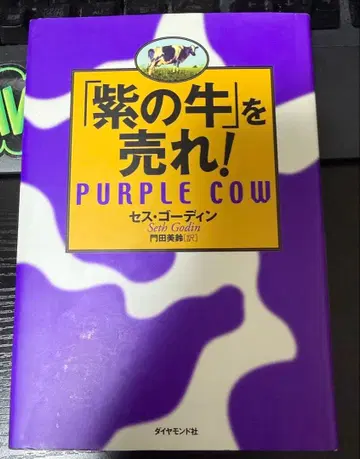 「紫の牛」を
売れ!
PURPLE COW
セス・ゴーディン
Seth Godin
門田美鈴[訳]
ダイヤモンド社